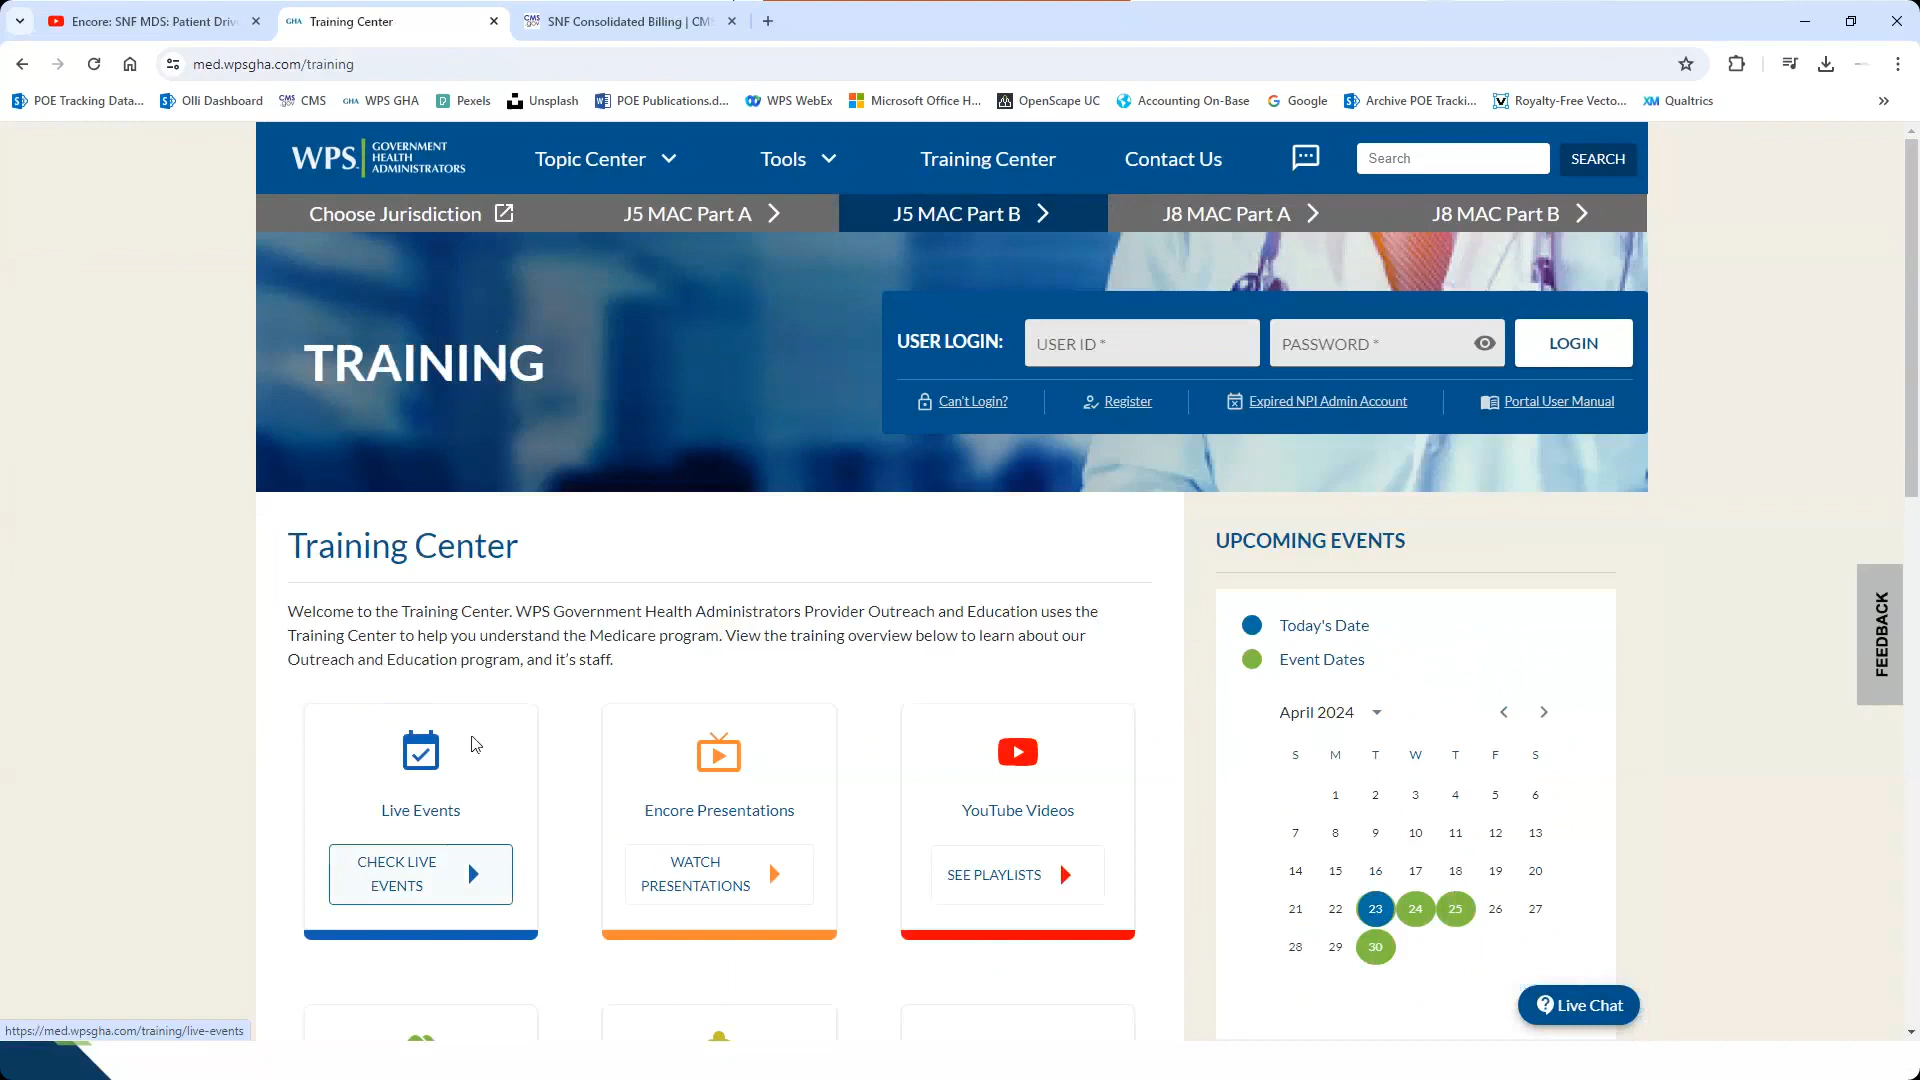 Encore: SNF MDS: Patient Driv
GHA Training Center
CMS.gov SNF Consolidated Billing | CM
med.wpsgha.com/training
POE Tracking Data...
Olli Dashboard
CMS.gov CMS
GHA WPS GHA
Pexels
Unsplash
POE Publications.d...
WPS WebEx
Microsoft Office H...
OpenScape UC
Accounting On-Base
Google
Archive POE Tracki...
Royalty-Free Vecto...
XM Qualtrics
WPS GOVERNMENT
HEALTH
ADMINISTRATORS
Topic Center
Tools
Training Center
Contact Us
Search
SEARCH
Choose Jurisdiction
J5 MAC Part A
J5 MAC Part B
J8 MAC Part A
J8 MAC Part B
TRAINING
USER LOGIN:
USER ID *
PASSWORD *
LOGIN
Can't Login?
Register
Expired NPI Admin Account
Portal User Manual
Training Center
Welcome to the Training Center. WPS Government Health Administrators Provider Outreach and Education uses the
Training Center to help you understand the Medicare program. View the training overview below to learn about our
Outreach and Education program, and it's staff.
Live Events
CHECK LIVE
EVENTS
Encore Presentations
WATCH
PRESENTATIONS
YouTube Videos
SEE PLAYLISTS
UPCOMING EVENTS
Today's Date
Event Dates
April 2024
S M T W T F S
1 2 3 4 5 6
7 8 9 10 11 12 13
14 15 16 17 18 19 20
21 22 23 24 25 26 27
28 29 30
FEEDBACK
Live Chat
https://med.wpsgha.com/training/live-events